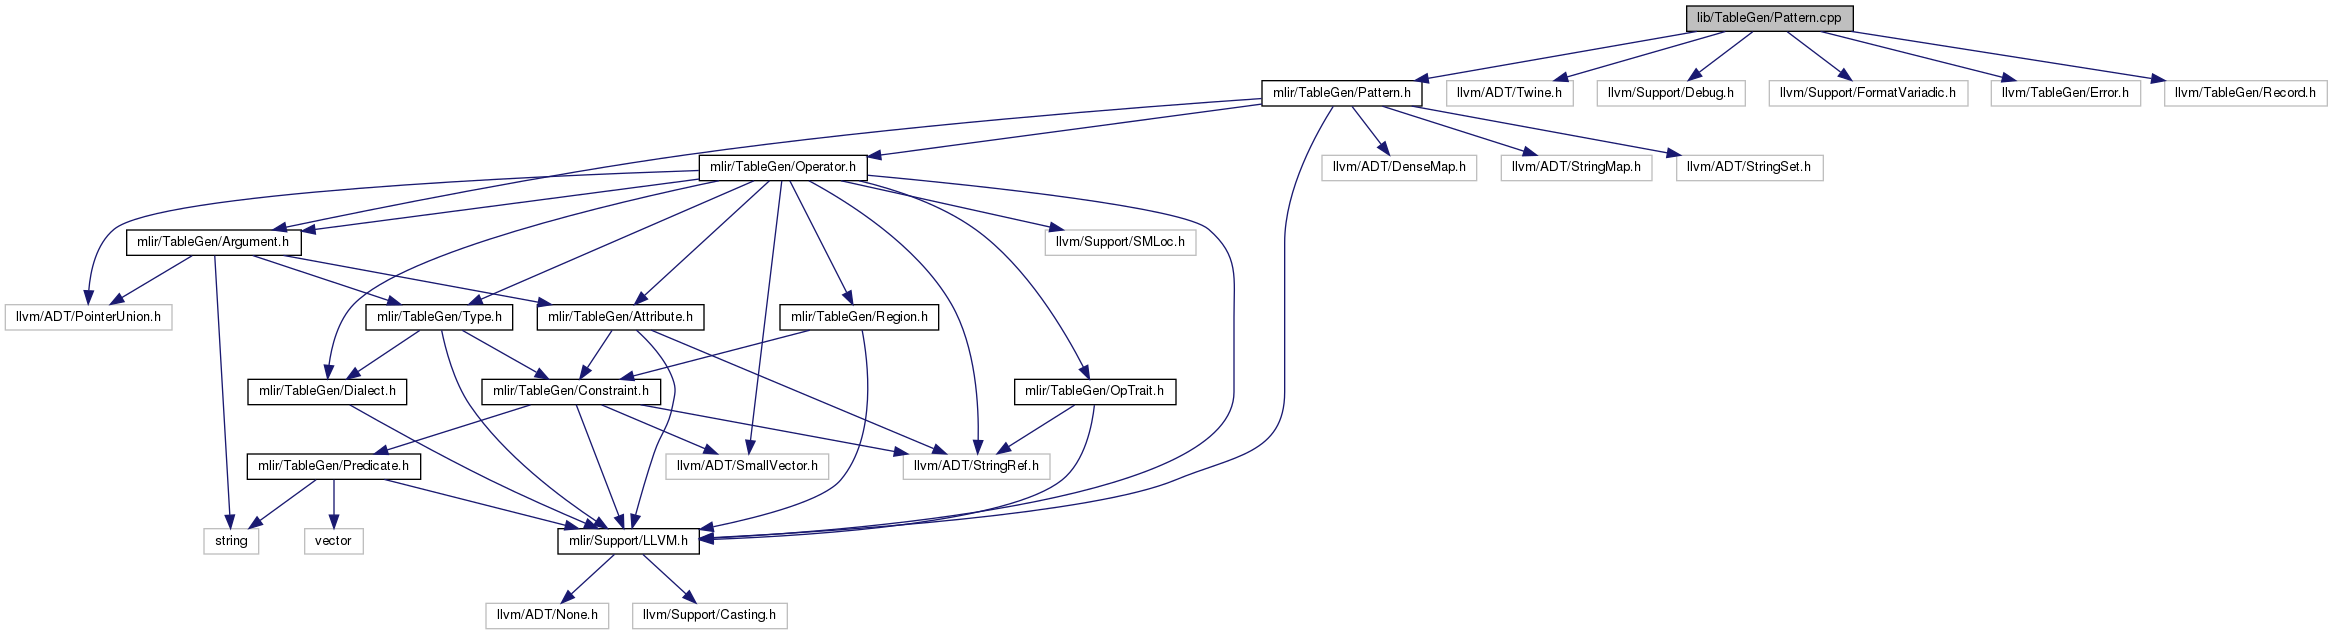 lib/TableGen/Pattern.cpp
mlir/TableGen/Pattern.h
llvm/ADT/Twine.h
llvm/Support/Debug.h
llvm/Support/FormatVariadic.h
llvm/TableGen/Error.h
llvm/TableGen/Record.h
mlir/TableGen/Operator.h
llvm/ADT/DenseMap.h
llvm/ADT/StringMap.h
llvm/ADT/StringSet.h
mlir/TableGen/Argument.h
llvm/Support/SMLoc.h
llvm/ADT/PointerUnion.h
mlir/TableGen/Type.h
mlir/TableGen/Attribute.h
mlir/TableGen/Region.h
mlir/TableGen/Dialect.h
mlir/TableGen/Constraint.h
mlir/TableGen/OpTrait.h
mlir/TableGen/Predicate.h
llvm/ADT/SmallVector.h
llvm/ADT/StringRef.h
string
vector
mlir/Support/LLVM.h
llvm/ADT/None.h
llvm/Support/Casting.h